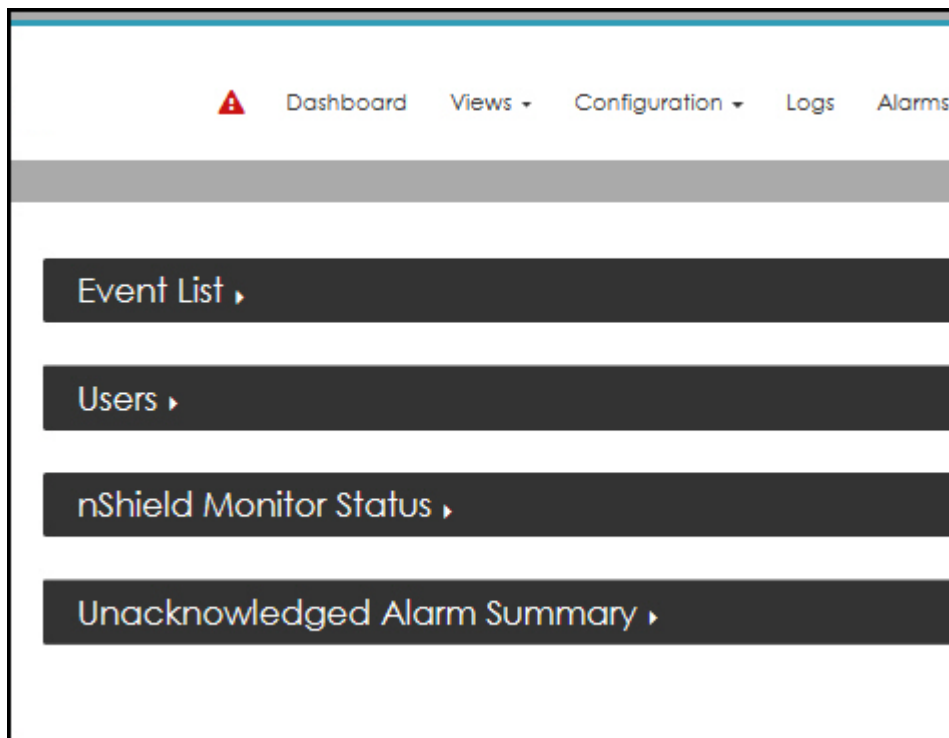 Dashboard Views Configuration Logs Alarms
Event List
Users
nShield Monitor Status
Unacknowledged Alarm Summary